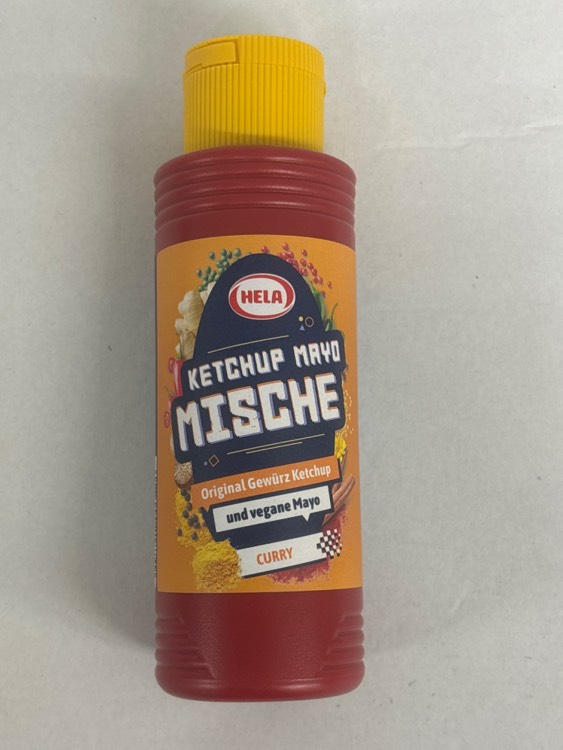 HELA
KETCHUP MAYO
MISCHE
Original Gewürz Ketchup
und vegane Mayo
CURRY